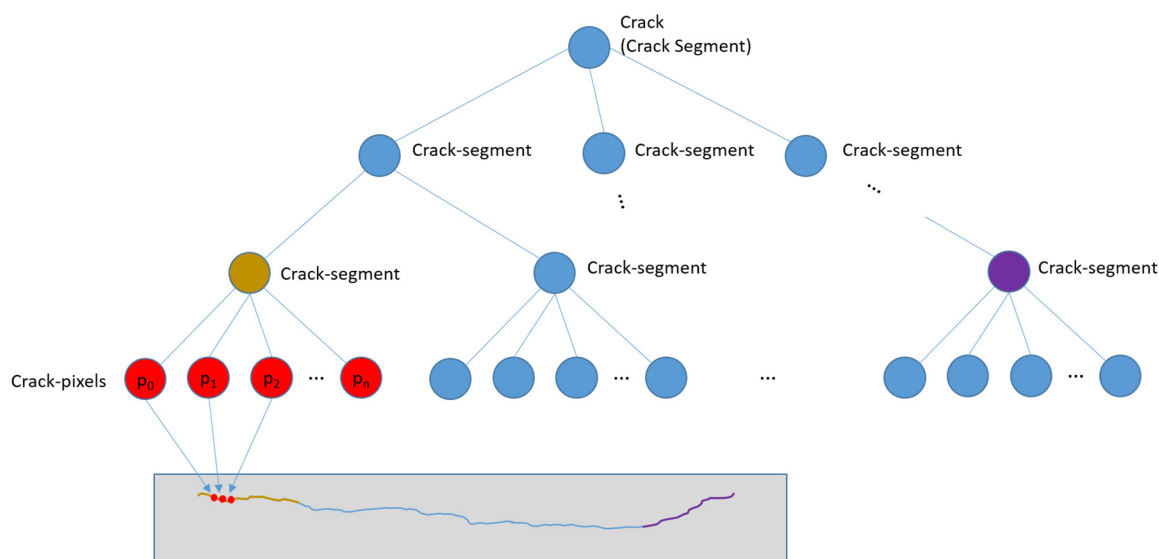 Crack
(Crack Segment)
Crack-segment
Crack-segment
Crack-segment
...
...
Crack-segment
Crack-segment
Crack-segment
Crack-pixels
p0
p1
p2
...
pn
...
...
...